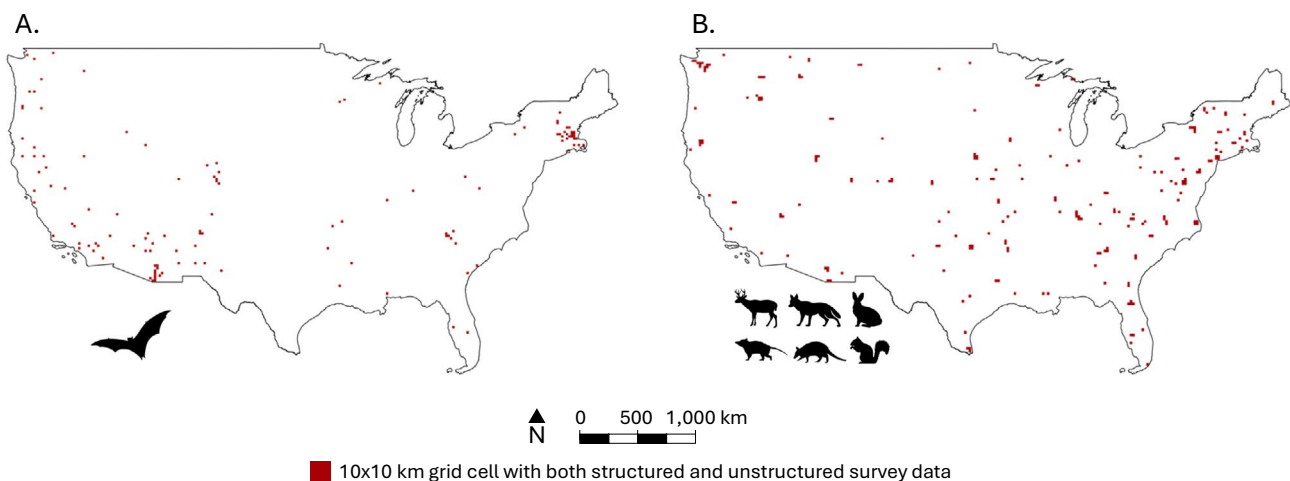 A.
B.
0 500 1,000 km
N
10x10 km grid cell with both structured and unstructured survey data